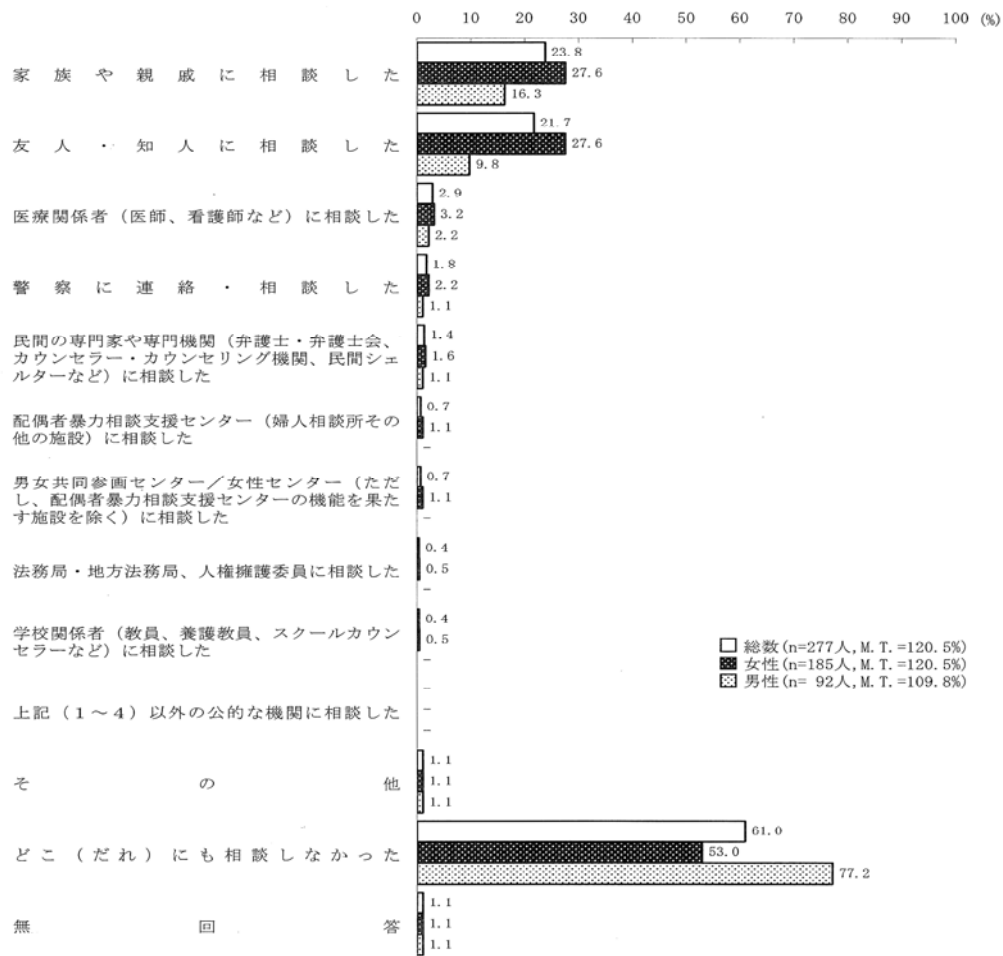 0 10 20 30 40 50 60 70 80 90 100 (%)
家族や親戚に相談した
23.8
27.6
16.3
友人・知人に相談した
21.7
27.6
9.8
医療関係者（医師、看護師など）に相談した
2.9
3.2
2.2
警察に連絡・相談した
1.8
2.2
1.1
民間の専門家や専門機関（弁護士・弁護士会、
カウンセラー・カウンセリング機関、民間シェ
ルターなど）に相談した
1.4
1.6
1.1
配偶者暴力相談支援センター（婦人相談所その
他の施設）に相談した
0.7
1.1
－
男女共同参画センター／女性センター（ただ
し、配偶者暴力相談支援センターの機能を果た
す施設を除く）に相談した
0.7
1.1
－
法務局・地方法務局、人権擁護委員に相談した
0.4
0.5
－
学校関係者（教員、養護教員、スクールカウン
セラーなど）に相談した
0.4
0.5
－
上記（１～４）以外の公的な機関に相談した
－
－
－
その他
1.1
1.1
1.1
どこ（だれ）にも相談しなかった
61.0
53.0
77.2
無回答
1.1
1.1
1.1
総数(n=277人,M.T.=120.5%)
女性(n=185人,M.T.=120.5%)
男性(n= 92人,M.T.=109.8%)